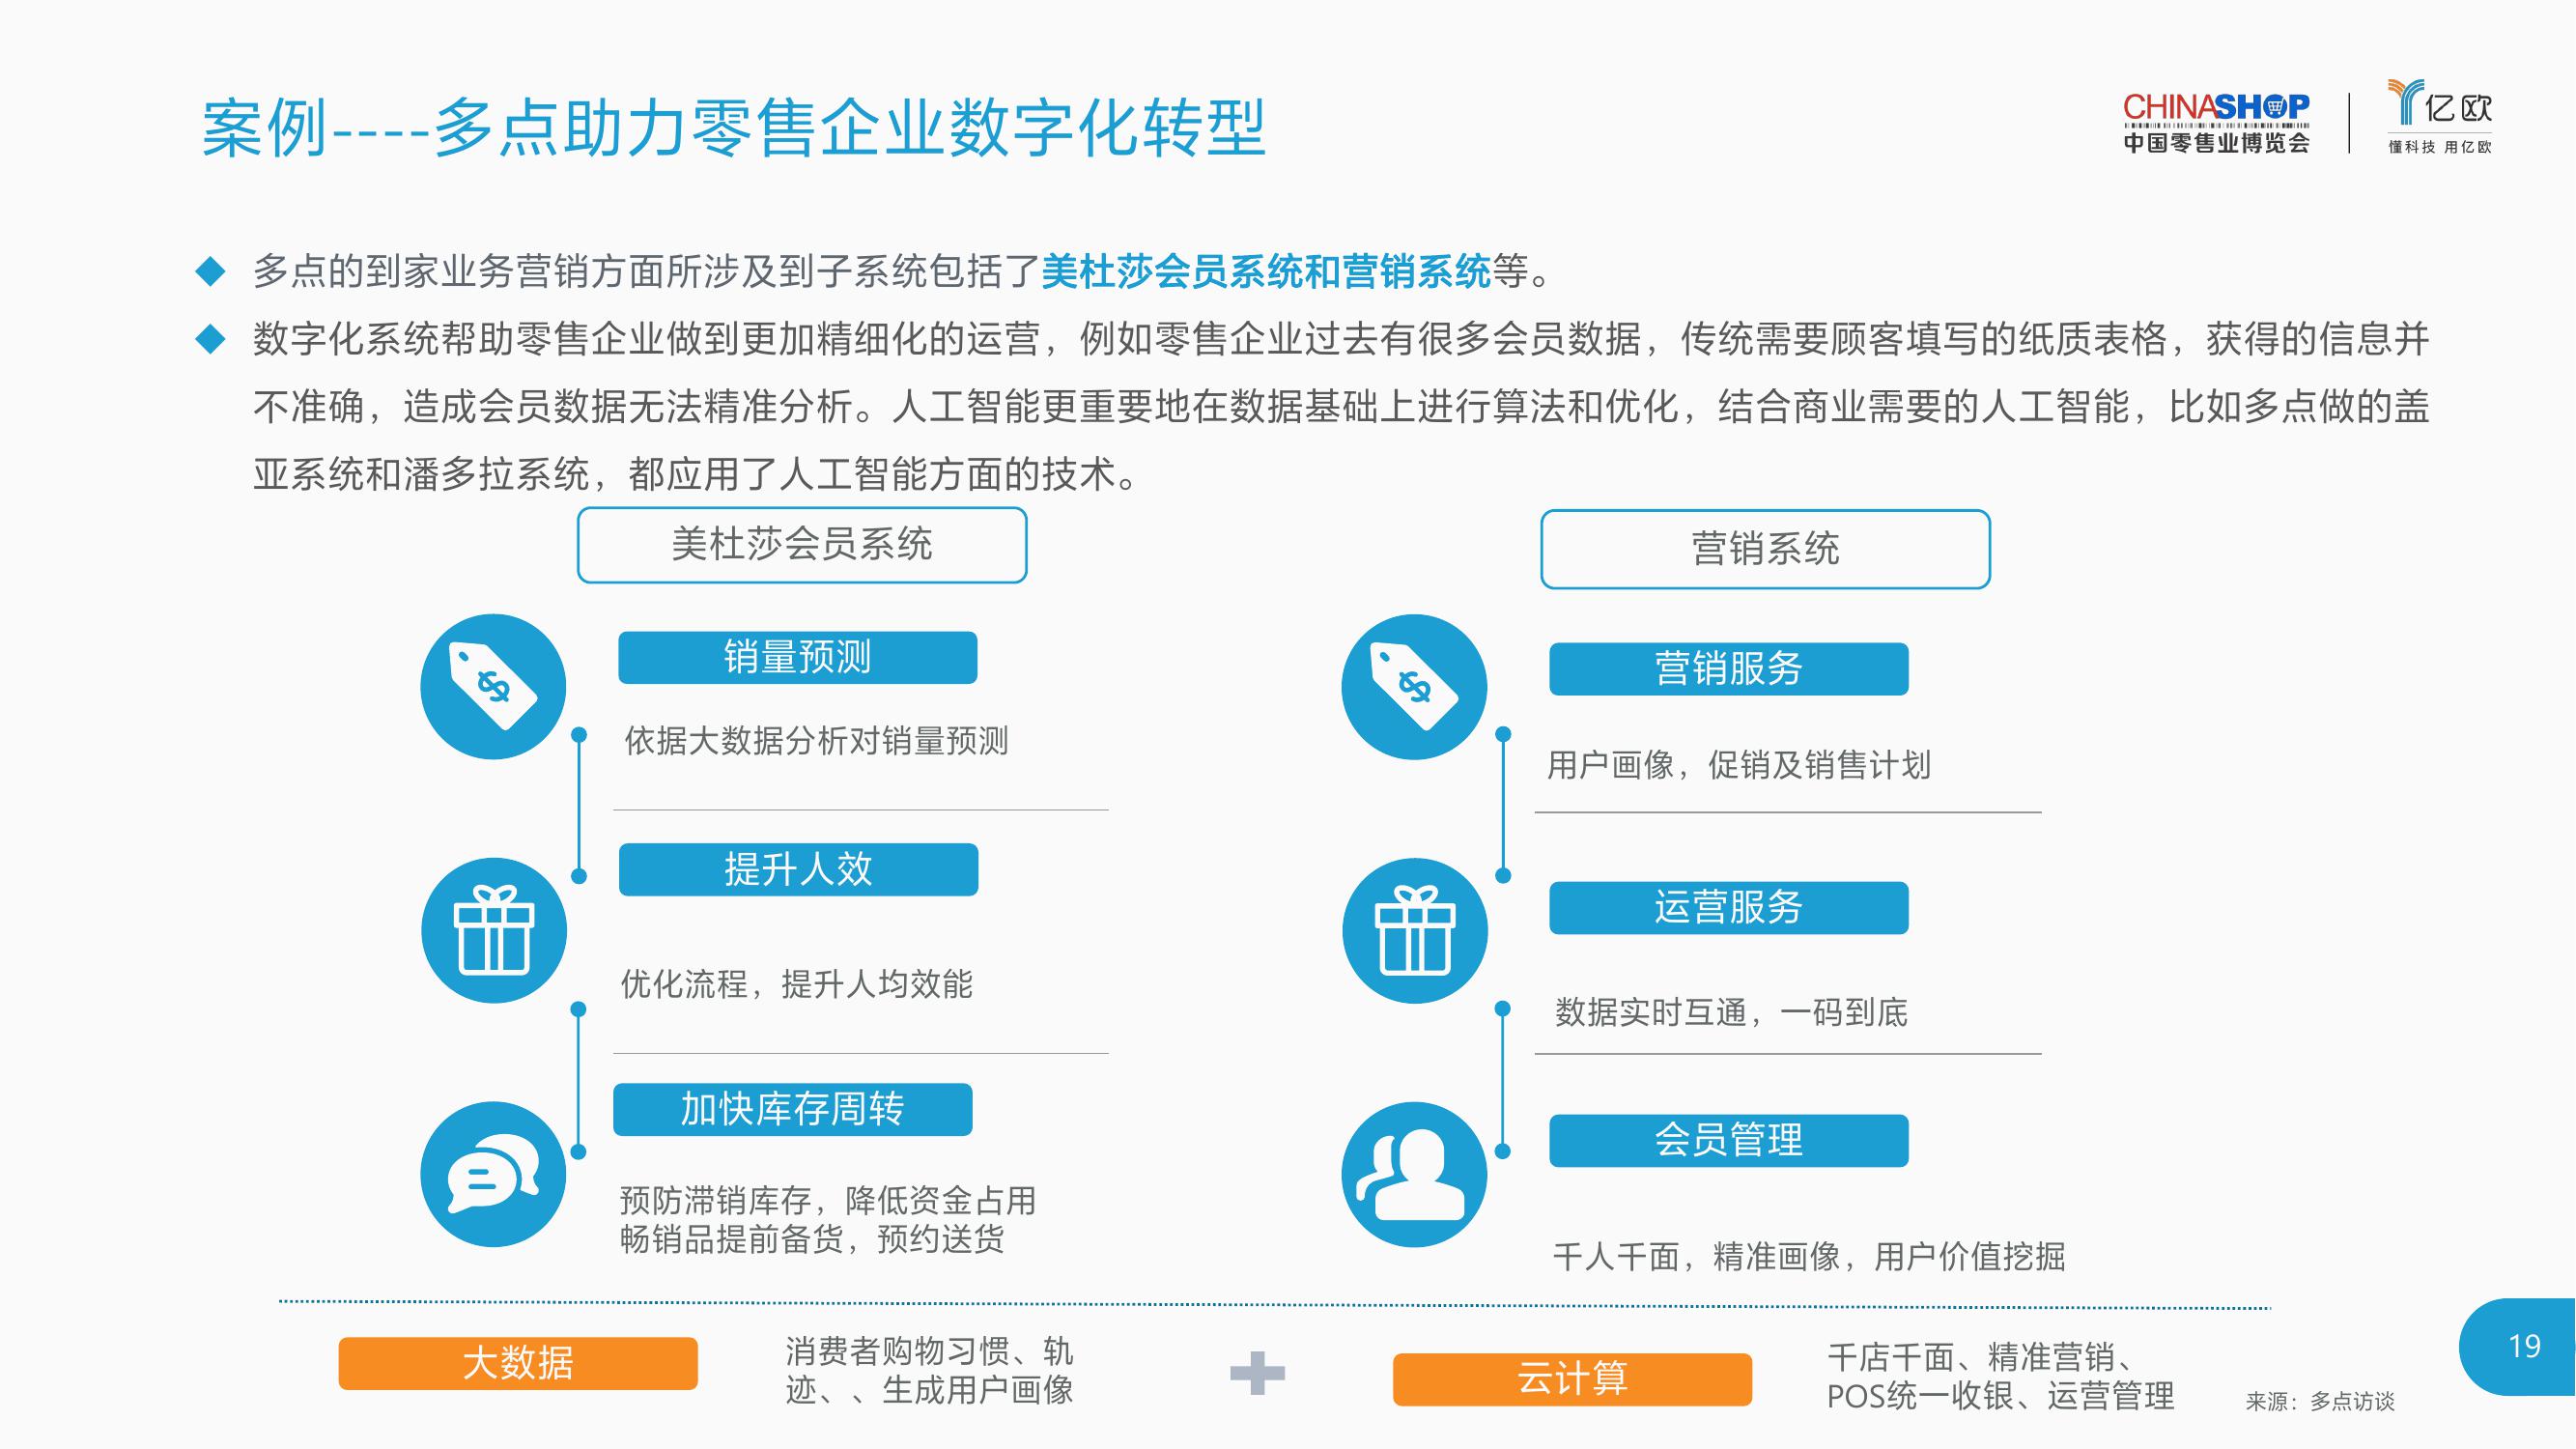 案例----多点助力零售企业数字化转型
CHINASHOP
中国零售业博览会
亿欧
懂科技 用亿欧
多点的到家业务营销方面所涉及到子系统包括了美杜莎会员系统和营销系统等。
数字化系统帮助零售企业做到更加精细化的运营，例如零售企业过去有很多会员数据，传统需要顾客填写的纸质表格，获得的信息并
不准确，造成会员数据无法精准分析。人工智能更重要地在数据基础上进行算法和优化，结合商业需要的人工智能，比如多点做的盖
亚系统和潘多拉系统，都应用了人工智能方面的技术。
美杜莎会员系统
销量预测
依据大数据分析对销量预测
提升人效
优化流程，提升人均效能
加快库存周转
预防滞销库存，降低资金占用
畅销品提前备货，预约送货
营销系统
营销服务
用户画像，促销及销售计划
运营服务
数据实时互通，一码到底
会员管理
千人千面，精准画像，用户价值挖掘
大数据
消费者购物习惯、轨
迹、、生成用户画像
云计算
千店千面、精准营销、
POS统一收银、运营管理
来源：多点访谈
19